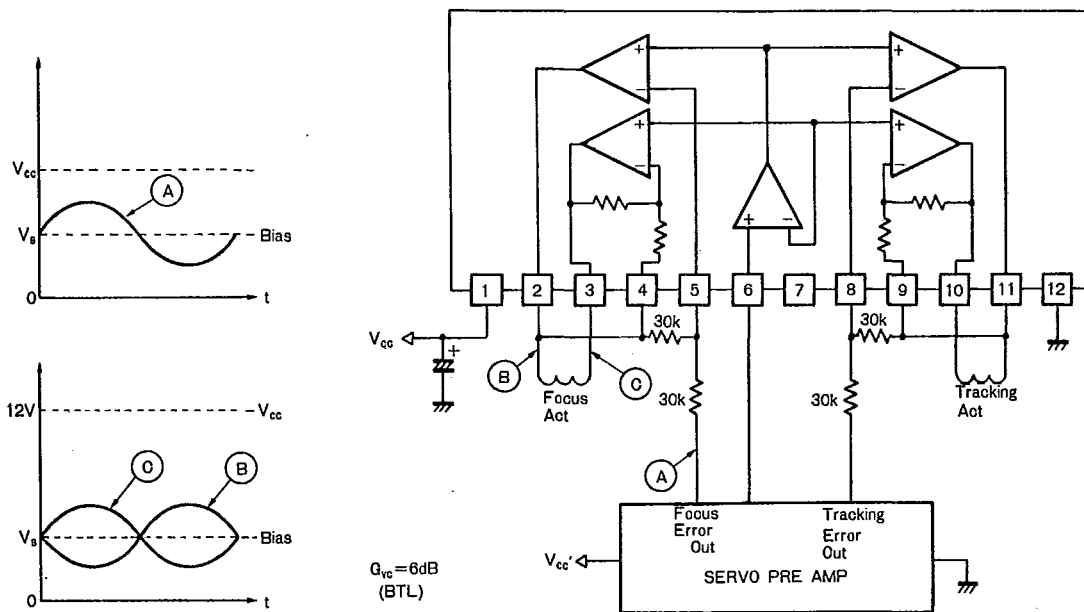 Vcc
A
VB
Bias
0
t
12V
Vcc
C
B
VB
Bias
0
t
+
−
+
−
+
−
+
−
+
−
1
2
3
4
5
6
7
8
9
10
11
12
Vcc
+
30k
30k
B
C
Focus
Act
Tracking
Act
30k
30k
A
Focus
Error
Out
Tracking
Error
Out
Vcc'
SERVO PRE AMP
Gvc=6dB
(BTL)